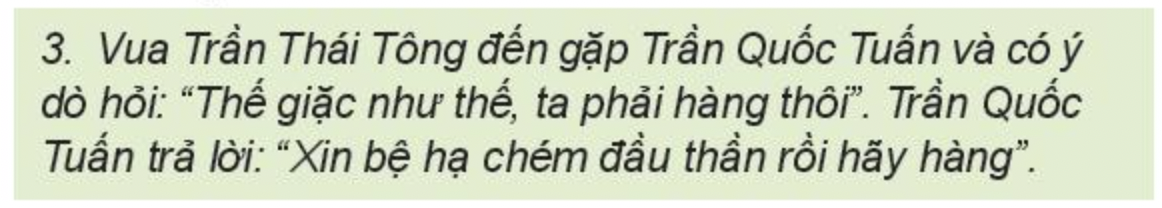 3. Vua Trần Thái Tông đến gặp Trần Quốc Tuấn và có ý
dò hỏi: “Thế giặc như thế, ta phải hàng thôi”. Trần Quốc
Tuấn trả lời: “Xin bệ hạ chém đầu thần rồi hãy hàng”.